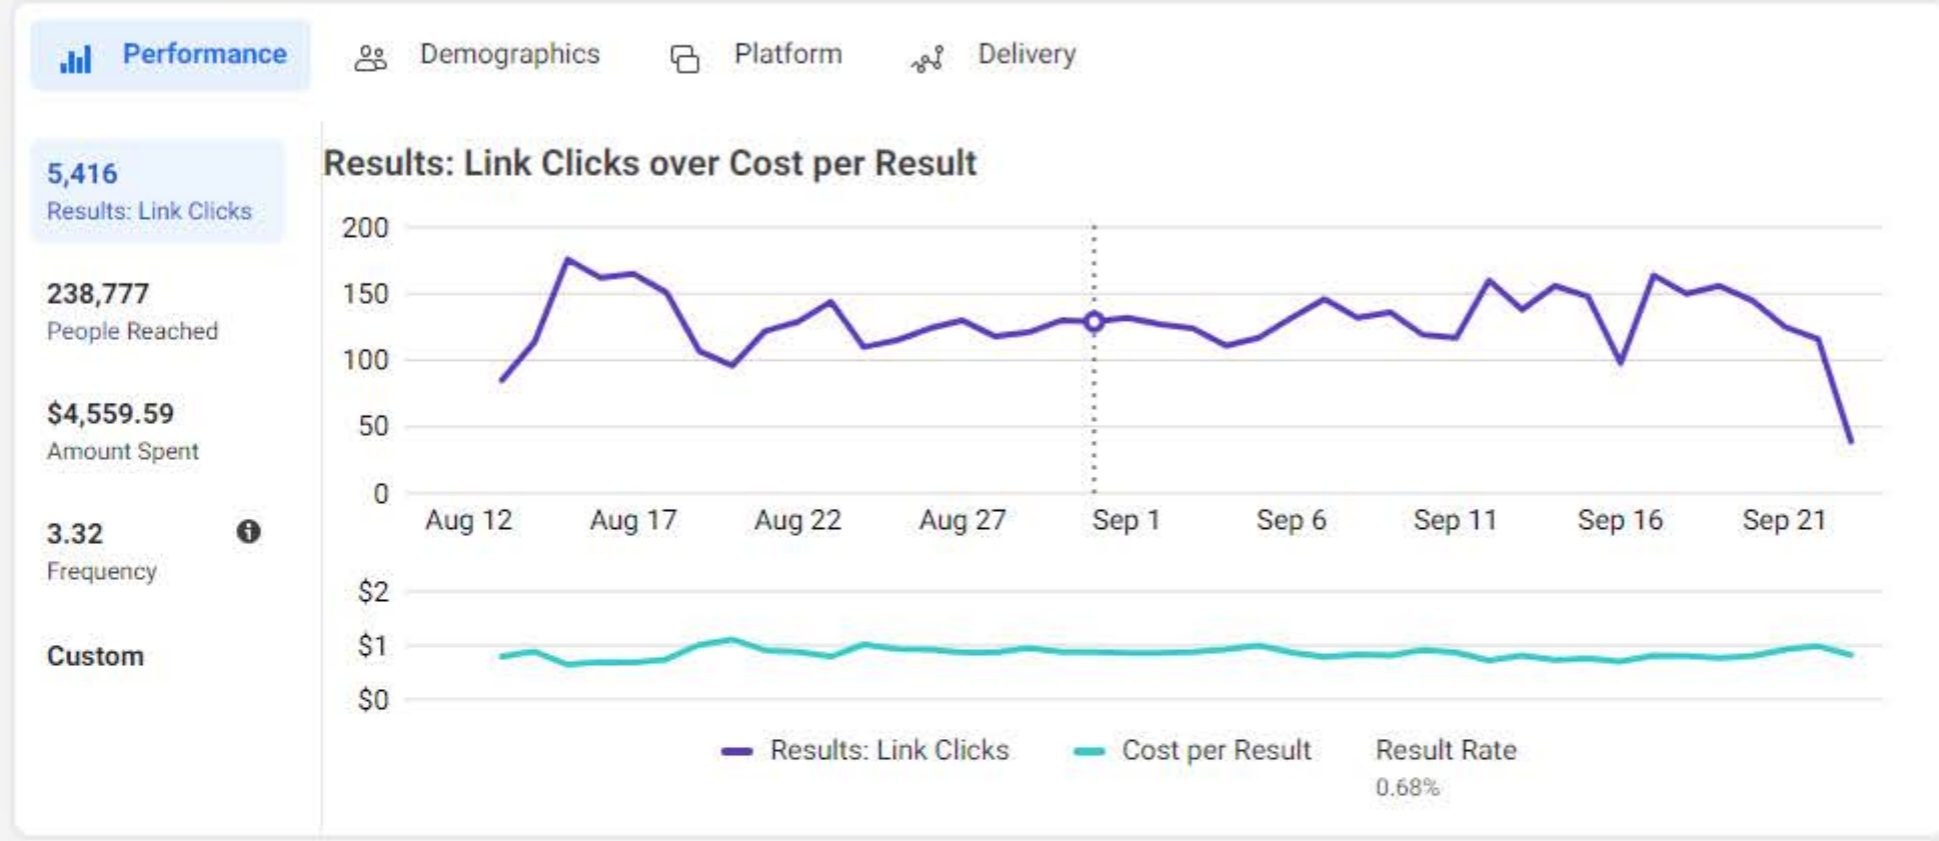 Performance Demographics Platform Delivery
5,416
Results: Link Clicks
238,777
People Reached
$4,559.59
Amount Spent
3.32
Frequency
Custom
Results: Link Clicks over Cost per Result
200
150
100
50
0
Aug 12 Aug 17 Aug 22 Aug 27 Sep 1 Sep 6 Sep 11 Sep 16 Sep 21
$2
$1
$0
Results: Link Clicks Cost per Result Result Rate
0.68%